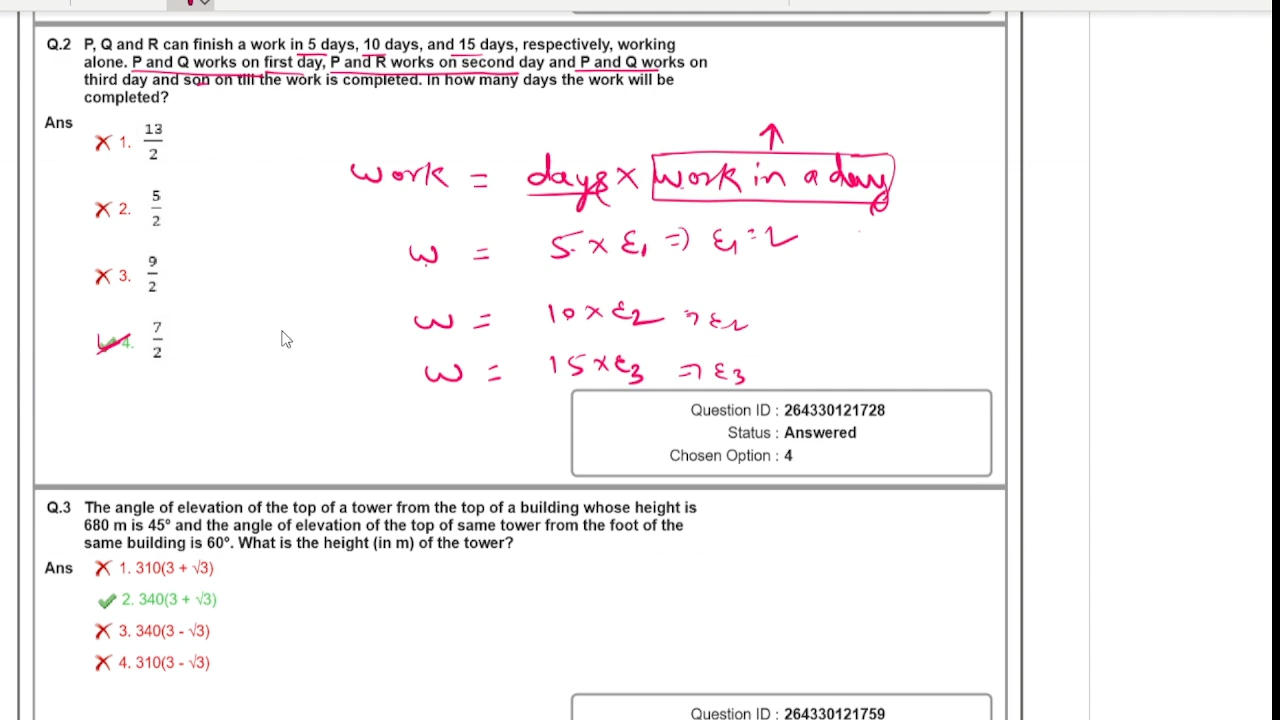 Q.2 P, Q and R can finish a work in 5 days, 10 days, and 15 days, respectively, working
alone. P and Q works on first day, P and R works on second day and P and Q works on
third day and son on till the work is completed. In how many days the work will be
completed?
Ans
1. 13/2
2. 5/2
3. 9/2
4. 7/2
work = days × work in a day
w = 5 × ε1 ⇒ ε1 = 2
w = 10 × ε2 ⇒ ε2
w = 15 × ε3 ⇒ ε3
Question ID : 264330121728
Status : Answered
Chosen Option : 4
Q.3 The angle of elevation of the top of a tower from the top of a building whose height is
680 m is 45° and the angle of elevation of the top of same tower from the foot of the
same building is 60°. What is the height (in m) of the tower?
Ans 1. 310(3 + √3)
2. 340(3 + √3)
3. 340(3 - √3)
4. 310(3 - √3)
Question ID : 264330121759